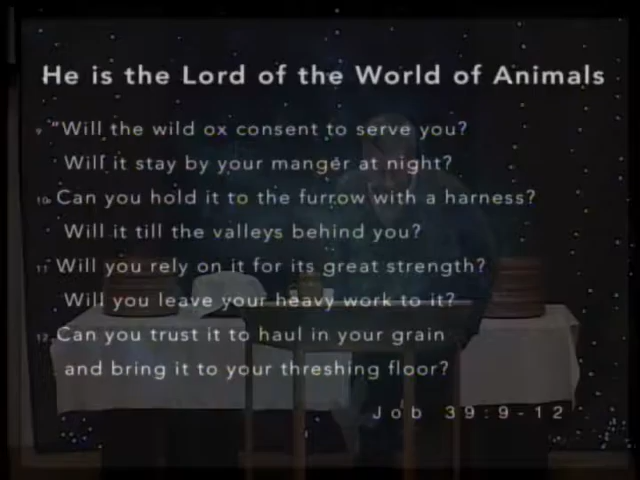 He is the Lord of the World of Animals
9 "Will the wild ox consent to serve you?
Will it stay by your manger at night?
10 Can you hold it to the furrow with a harness?
Will it till the valleys behind you?
11 Will you rely on it for its great strength?
Will you leave your heavy work to it?
12 Can you trust it to haul in your grain
and bring it to your threshing floor?
Job 39:9-12